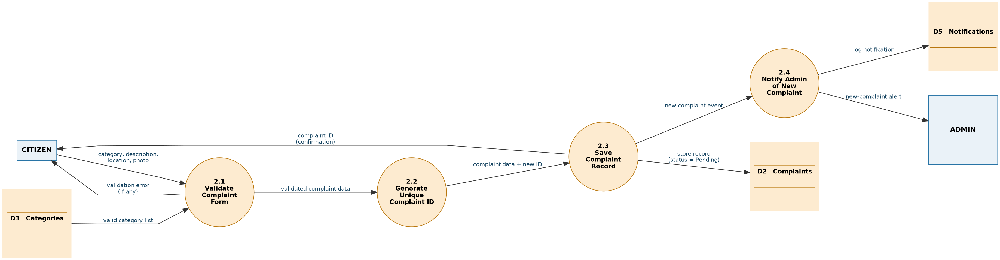 D5   Notifications
log notification
2.4
Notify Admin
of New
Complaint
new-complaint alert
new complaint event
ADMIN
complaint ID
(confirmation)
2.3
Save
Complaint
Record
CITIZEN
category, description,
location, photo
store record
(status = Pending)
complaint data + new ID
D2   Complaints
validation error
(if any)
2.1
Validate
Complaint
Form
validated complaint data
2.2
Generate
Unique
Complaint ID
D3   Categories
valid category list